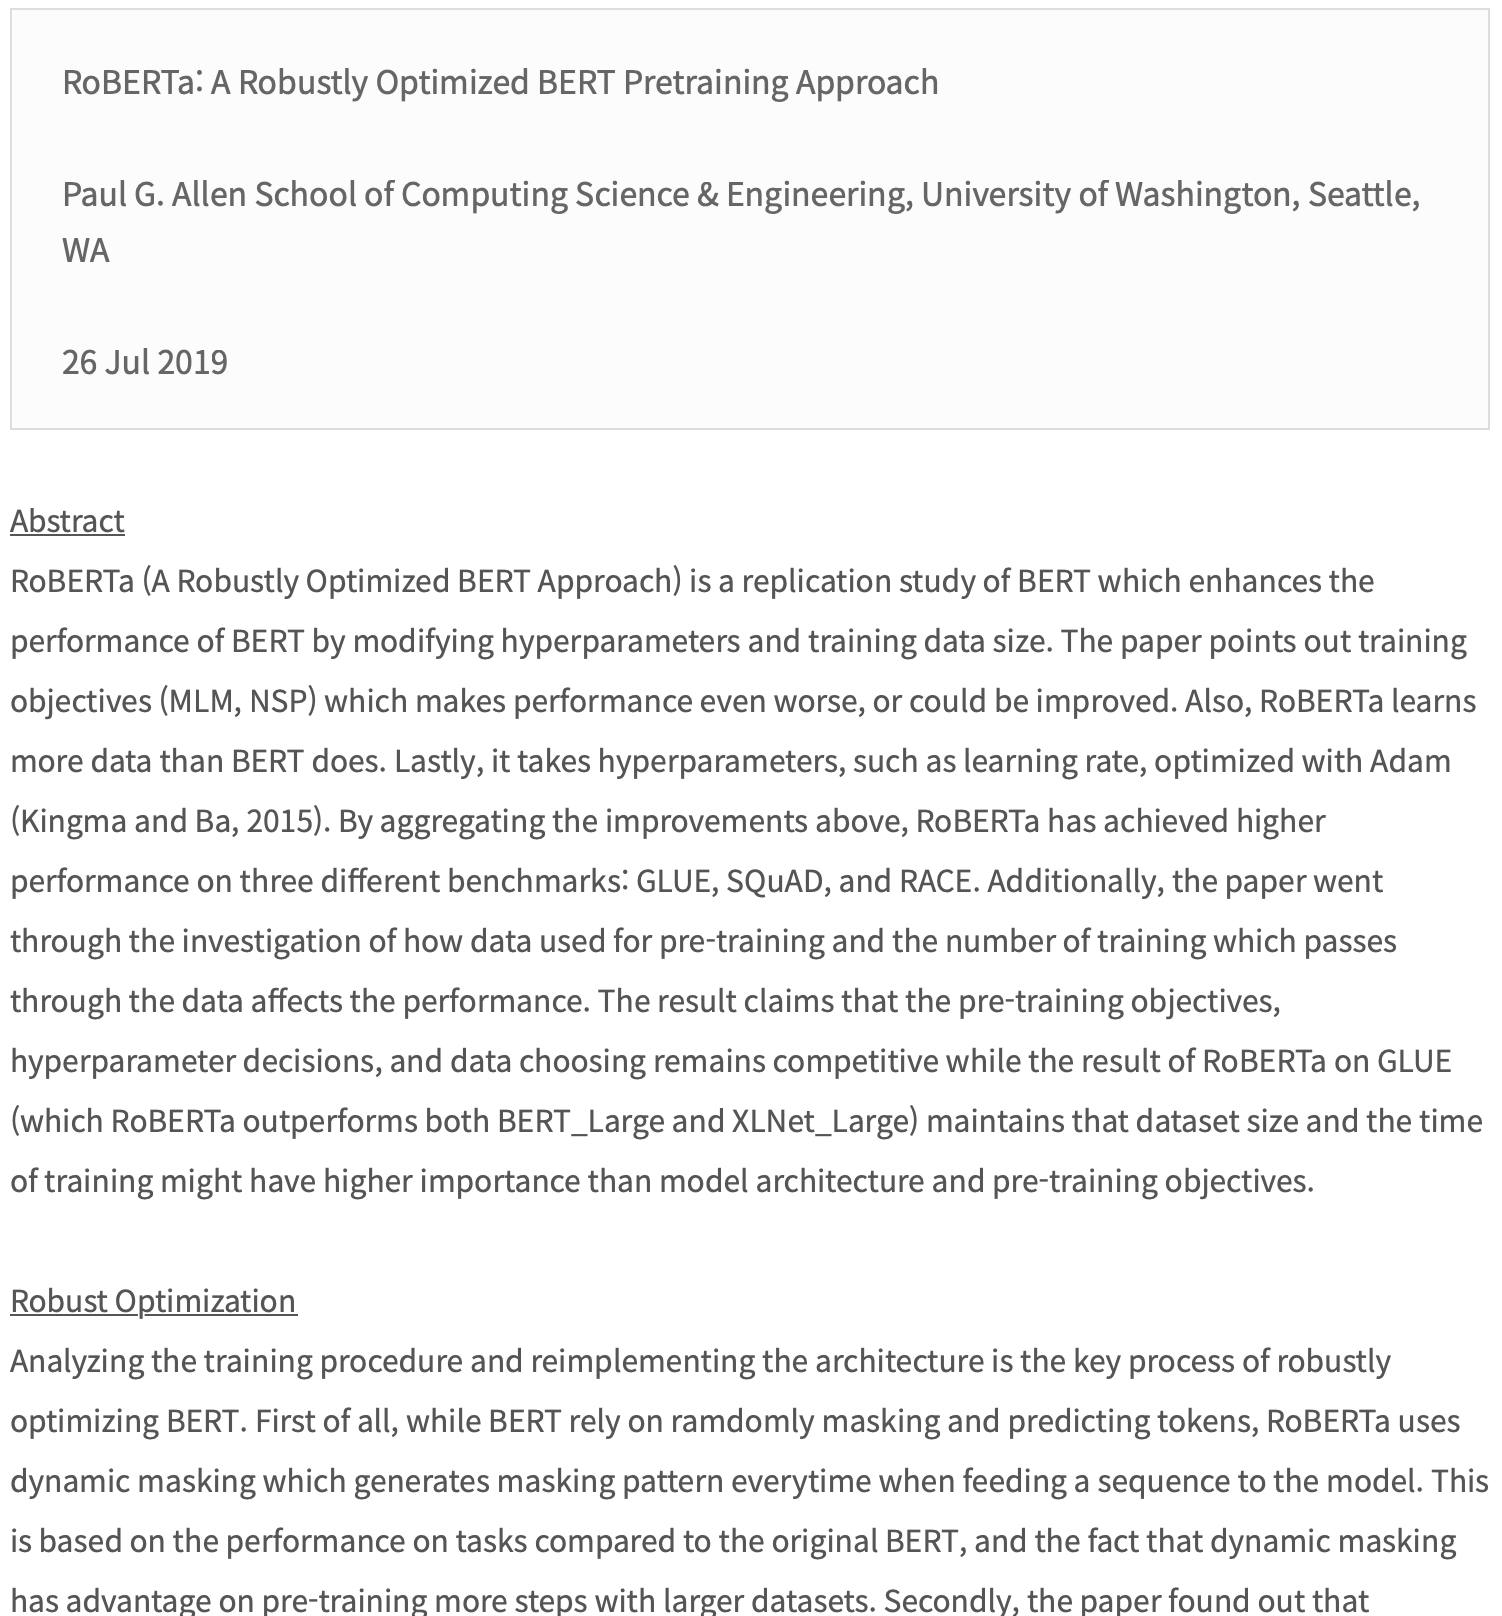 RoBERTa: A Robustly Optimized BERT Pretraining Approach
Paul G. Allen School of Computing Science & Engineering, University of Washington, Seattle,
WA
26 Jul 2019
Abstract
RoBERTa (A Robustly Optimized BERT Approach) is a replication study of BERT which enhances the
performance of BERT by modifying hyperparameters and training data size. The paper points out training
objectives (MLM, NSP) which makes performance even worse, or could be improved. Also, RoBERTa learns
more data than BERT does. Lastly, it takes hyperparameters, such as learning rate, optimized with Adam
(Kingma and Ba, 2015). By aggregating the improvements above, RoBERTa has achieved higher
performance on three different benchmarks: GLUE, SQuAD, and RACE. Additionally, the paper went
through the investigation of how data used for pre-training and the number of training which passes
through the data affects the performance. The result claims that the pre-training objectives,
hyperparameter decisions, and data choosing remains competitive while the result of RoBERTa on GLUE
(which RoBERTa outperforms both BERT_Large and XLNet_Large) maintains that dataset size and the time
of training might have higher importance than model architecture and pre-training objectives.
Robust Optimization
Analyzing the training procedure and reimplementing the architecture is the key process of robustly
optimizing BERT. First of all, while BERT rely on ramdomly masking and predicting tokens, RoBERTa uses
dynamic masking which generates masking pattern everytime when feeding a sequence to the model. This
is based on the performance on tasks compared to the original BERT, and the fact that dynamic masking
has advantage on pre-training more steps with larger datasets. Secondly, the paper found out that